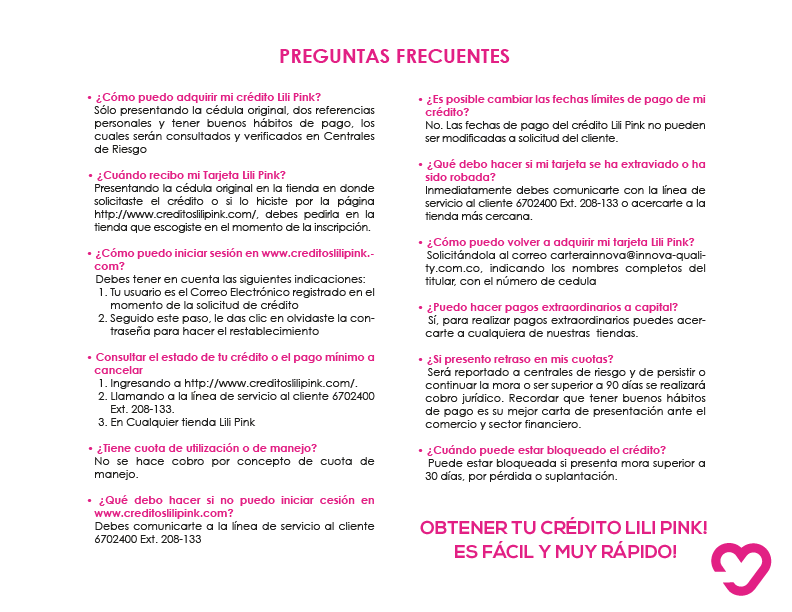 PREGUNTAS FRECUENTES
• ¿Cómo puedo adquirir mi crédito Lili Pink?
Sólo presentando la cédula original, dos referencias
personales y tener buenos hábitos de pago, los
cuales serán consultados y verificados en Centrales
de Riesgo
• ¿Cuándo recibo mi Tarjeta Lili Pink?
Presentando la cédula original en la tienda en donde
solicitaste el crédito o si lo hiciste por la página
http://www.creditoslilipink.com/, debes pedirla en la
tienda que escogiste en el momento de la inscripción.
• ¿Cómo puedo iniciar sesión en www.creditoslilipink.-
com?
Debes tener en cuenta las siguientes indicaciones:
1. Tu usuario es el Correo Electrónico registrado en el
momento de la solicitud de crédito
2. Seguido este paso, le das clic en olvidaste la con-
traseña para hacer el restablecimiento
• Consultar el estado de tu crédito o el pago mínimo a
cancelar
1. Ingresando a http://www.creditoslilipink.com/.
2. Llamando a la línea de servicio al cliente 6702400
Ext. 208-133.
3. En Cualquier tienda Lili Pink
• ¿Tiene cuota de utilización o de manejo?
No se hace cobro por concepto de cuota de
manejo.
• ¿Qué debo hacer si no puedo iniciar cesión en
www.creditoslilipink.com?
Debes comunicarte a la línea de servicio al cliente
6702400 Ext. 208-133
• ¿Es posible cambiar las fechas límites de pago de mi
crédito?
No. Las fechas de pago del crédito Lili Pink no pueden
ser modificadas a solicitud del cliente.
• ¿Qué debo hacer si mi tarjeta se ha extraviado o ha
sido robada?
Inmediatamente debes comunicarte con la línea de
servicio al cliente 6702400 Ext. 208-133 o acercarte a la
tienda más cercana.
• ¿Cómo puedo volver a adquirir mi tarjeta Lili Pink?
Solicitándola al correo carterainnova@innova-quali-
ty.com.co, indicando los nombres completos del
titular, con el número de cedula
• ¿Puedo hacer pagos extraordinarios a capital?
Sí, para realizar pagos extraordinarios puedes acer-
carte a cualquiera de nuestras tiendas.
• ¿Si presento retraso en mis cuotas?
Será reportado a centrales de riesgo y de persistir o
continuar la mora o ser superior a 90 días se realizará
cobro jurídico. Recordar que tener buenos hábitos
de pago es su mejor carta de presentación ante el
comercio y sector financiero.
• ¿Cuándo puede estar bloqueado el crédito?
Puede estar bloqueada si presenta mora superior a
30 días, por pérdida o suplantación.
OBTENER TU CRÉDITO LILI PINK!
ES FÁCIL Y MUY RÁPIDO!